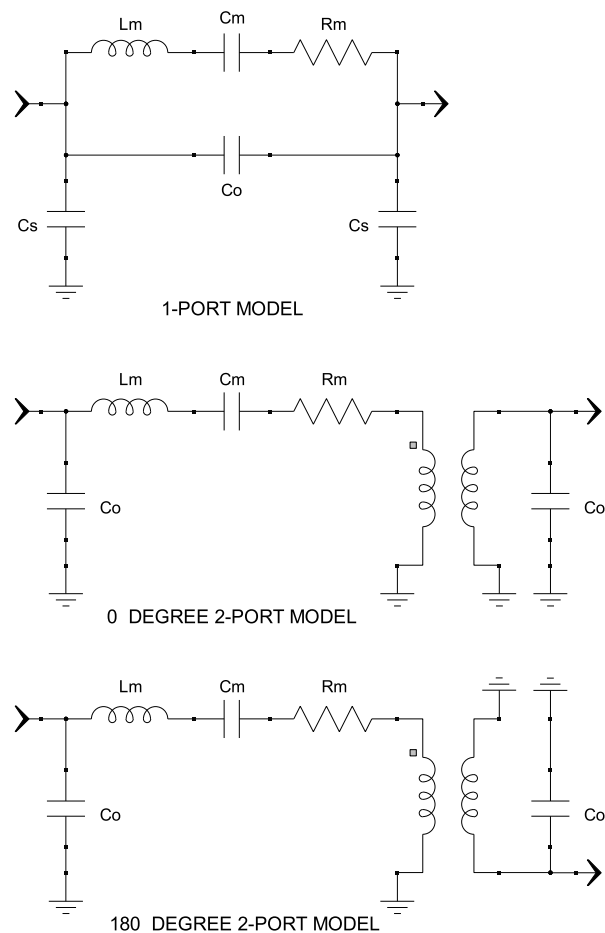 Lm Cm Rm
Co
Cs Cs
1-PORT MODEL
Lm Cm Rm
Co Co
0 DEGREE 2-PORT MODEL
Lm Cm Rm
Co Co
180 DEGREE 2-PORT MODEL